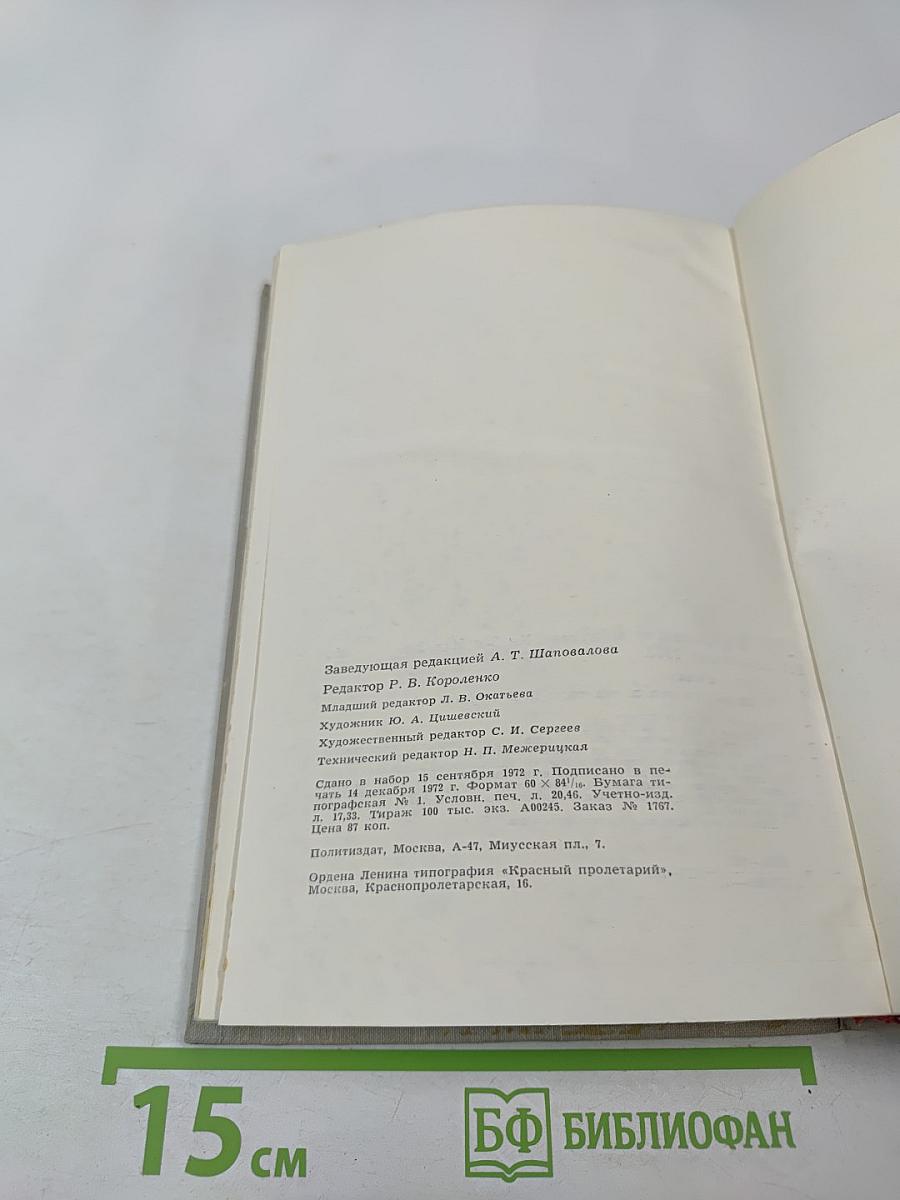 Заведующая редакцией А. Т. Шаповалова
Редактор Р. В. Короленко
Младший редактор Л. В. Окатьева
Художник Ю. А. Цишевский
Художественный редактор С. И. Сергеев
Технический редактор Н. П. Межерицкая
Сдано в набор 15 сентября 1972 г. Подписано в пе-
чать 14 декабря 1972 г. Формат 60 × 84¹/₁₆. Бумага ти-
пографская № 1. Условн. печ. л. 20,46. Учетно-изд.
л. 17,33. Тираж 100 тыс. экз. А00245. Заказ № 1767.
Цена 87 коп.
Политиздат, Москва, А-47, Миусская пл., 7.
Ордена Ленина типография «Красный пролетарий»,
Москва, Краснопролетарская, 16.
15 см
БФ БИБЛИОФАН